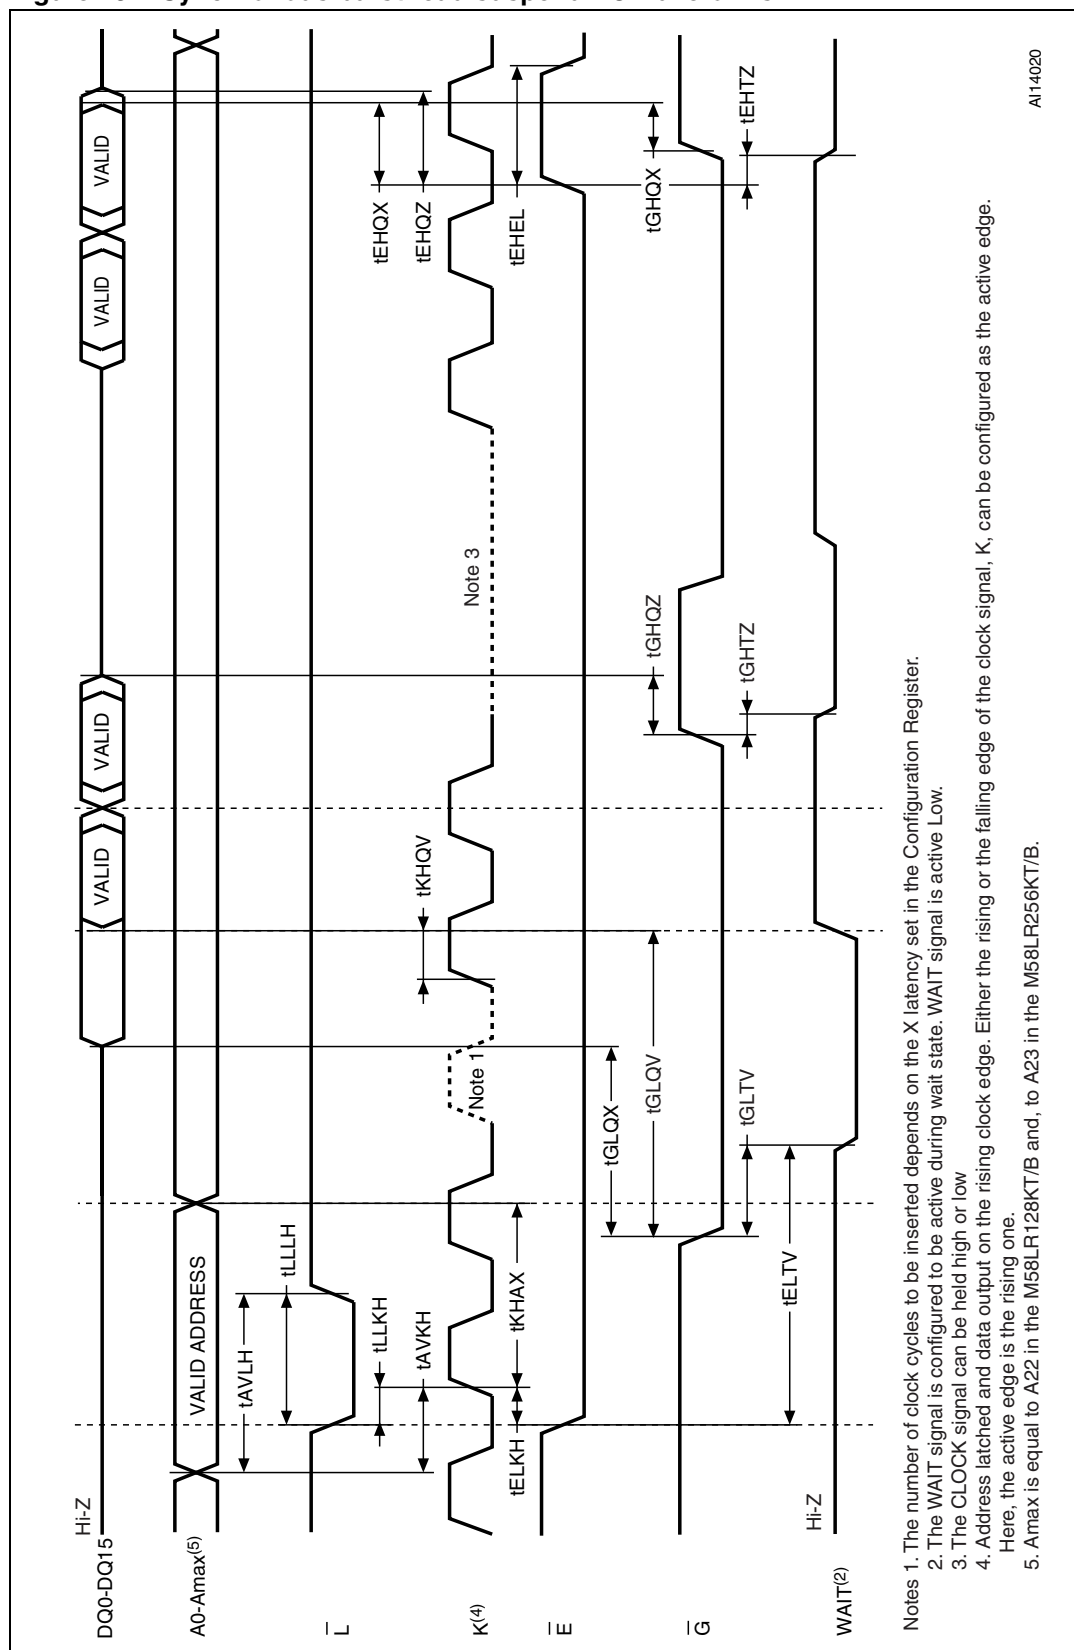 DQ0-DQ15
Hi-Z
VALID
VALID
VALID
VALID
A0-Amax(5)
VALID ADDRESS
tAVLH
L
tLLLH
tLLKH
tAVKH
tKHQV
tEHQX
tEHQZ
K(4)
Note 1
Note 3
tELKH
tKHAX
tEHEL
E
tGLQX
tGLQV
tGHQZ
tGHQX
G
tGLTV
tGHTZ
tEHTZ
tELTV
Hi-Z
WAIT(2)
Notes 1. The number of clock cycles to be inserted depends on the X latency set in the Configuration Register.
2. The WAIT signal is configured to be active during wait state. WAIT signal is active Low.
3. The CLOCK signal can be held high or low
4. Address latched and data output on the rising clock edge. Either the rising or the falling edge of the clock signal, K, can be configured as the active edge.
Here, the active edge is the rising one.
5. Amax is equal to A22 in the M58LR128KT/B and, to A23 in the M58LR256KT/B.
AI14020